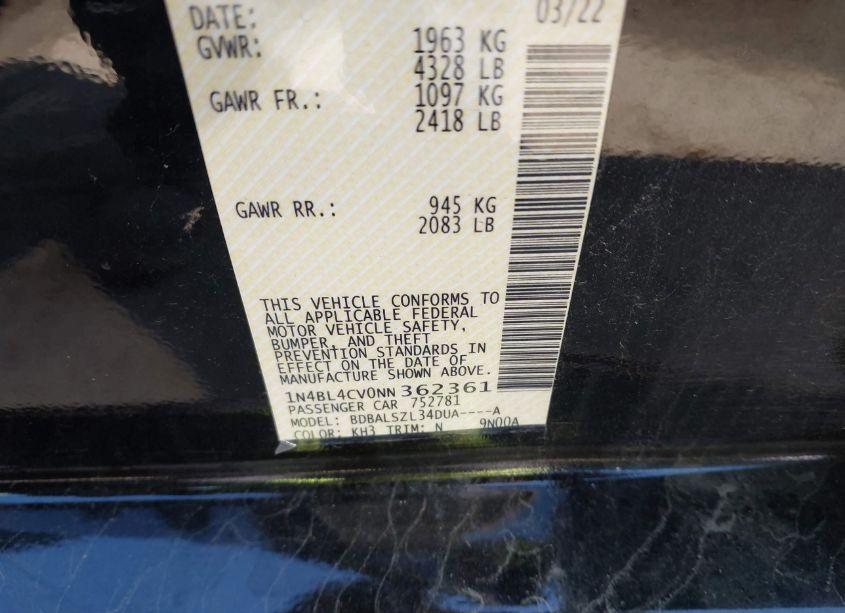 DATE: 03/22
GVWR: 1963 KG
4328 LB
GAWR FR.: 1097 KG
2418 LB
GAWR RR.: 945 KG
2083 LB
THIS VEHICLE CONFORMS TO
ALL APPLICABLE FEDERAL
MOTOR VEHICLE SAFETY,
BUMPER, AND THEFT
PREVENTION STANDARDS IN
EFFECT ON THE DATE OF
MANUFACTURE SHOWN ABOVE.
1N4BL4CV0NN362361
PASSENGER CAR 752781
MODEL: BDBALSZL34DUA----A
COLOR: KH3 TRIM: N 9N00A